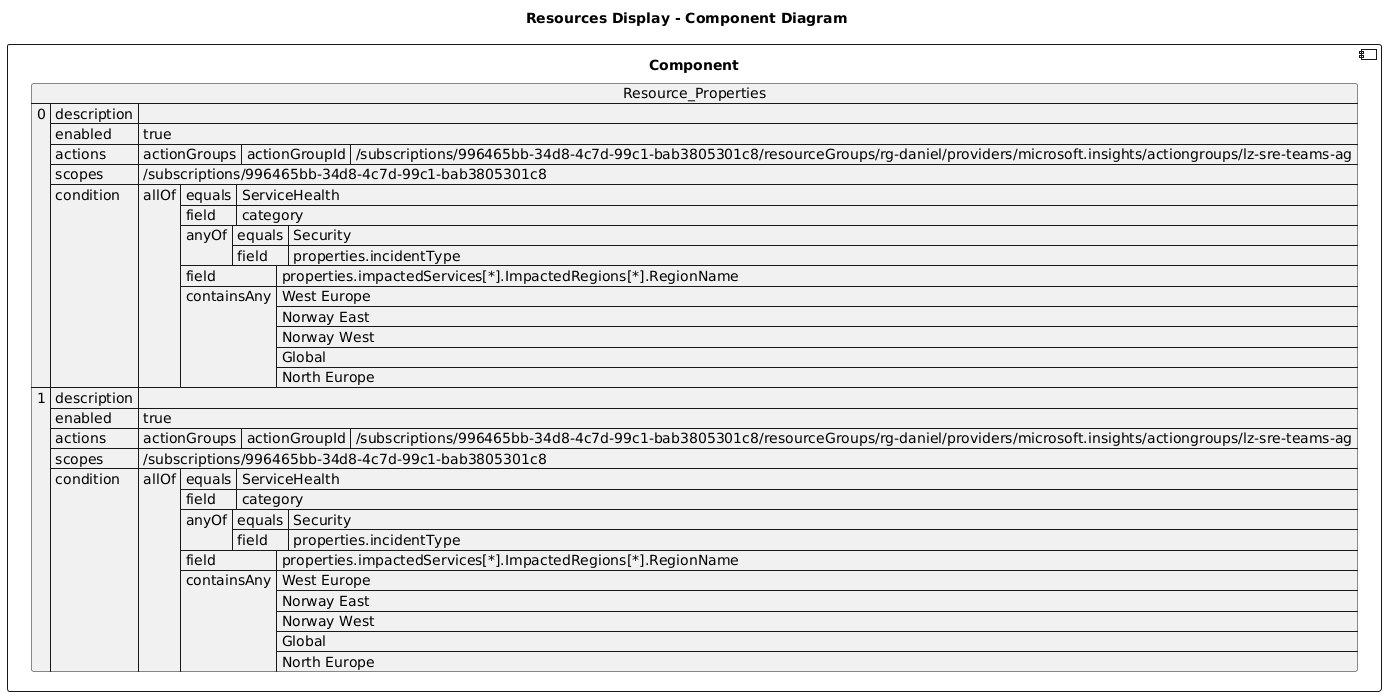 Resources Display - Component Diagram
Component
Resource_Properties
0 description
enabled true
actions actionGroups actionGroupId /subscriptions/996465bb-34d8-4c7d-99c1-bab3805301c8/resourceGroups/rg-daniel/providers/microsoft.insights/actiongroups/lz-sre-teams-ag
scopes /subscriptions/996465bb-34d8-4c7d-99c1-bab3805301c8
condition allOf equals ServiceHealth
field category
anyOf equals Security
field properties.incidentType
field properties.impactedServices[*].ImpactedRegions[*].RegionName
containsAny West Europe
Norway East
Norway West
Global
North Europe
1 description
enabled true
actions actionGroups actionGroupId /subscriptions/996465bb-34d8-4c7d-99c1-bab3805301c8/resourceGroups/rg-daniel/providers/microsoft.insights/actiongroups/lz-sre-teams-ag
scopes /subscriptions/996465bb-34d8-4c7d-99c1-bab3805301c8
condition allOf equals ServiceHealth
field category
anyOf equals Security
field properties.incidentType
field properties.impactedServices[*].ImpactedRegions[*].RegionName
containsAny West Europe
Norway East
Norway West
Global
North Europe